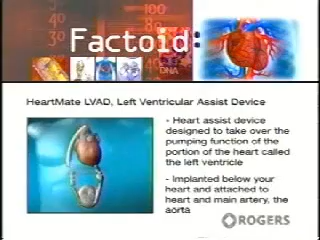 Factoid:
DNA
HeartMate LVAD, Left Ventricular Assist Device
- Heart assist device
designed to take over the
pumping function of the
portion of the heart called
the left ventricle
- Implanted below your
heart and attached to
heart and main artery, the
aorta
ROGERS